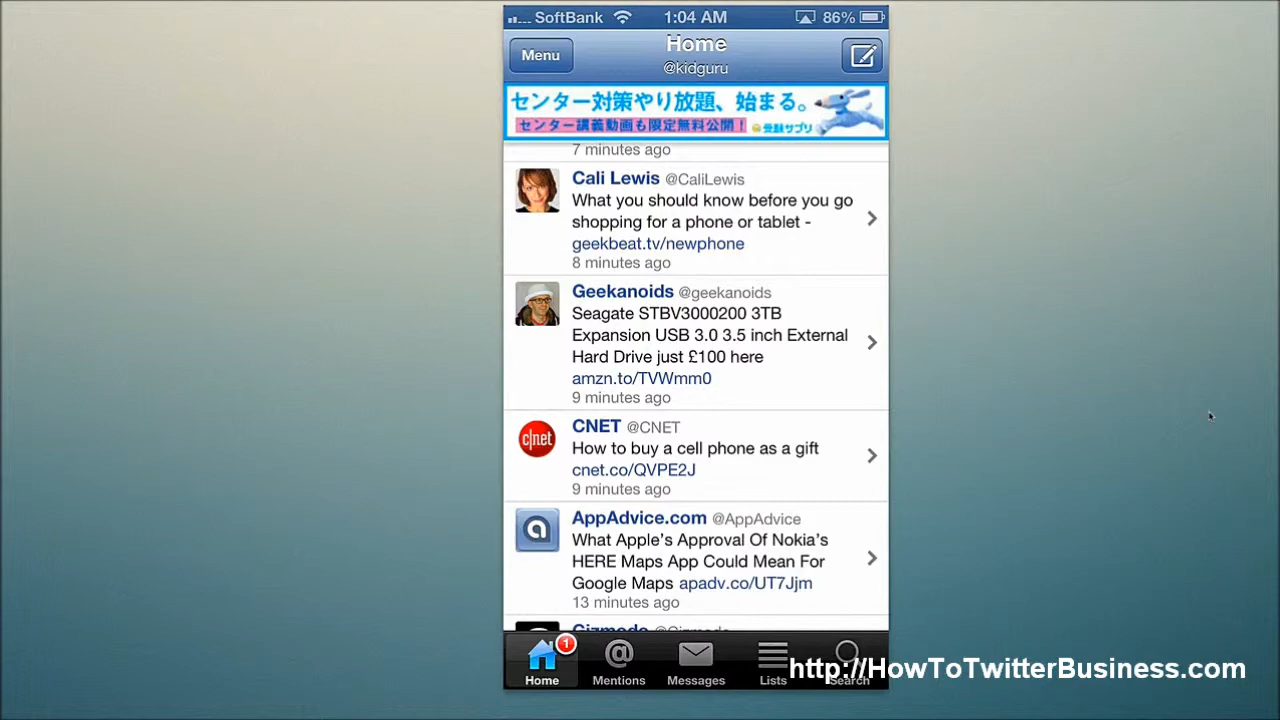 SoftBank 1:04 AM 86%
Menu
Home
@kidguru
センター対策やり放題、始まる。
センター講義動画も限定無料公開！ 受験サプリ
7 minutes ago
Cali Lewis @CaliLewis
What you should know before you go
shopping for a phone or tablet -
geekbeat.tv/newphone
8 minutes ago
Geekanoids @geekanoids
Seagate STBV3000200 3TB
Expansion USB 3.0 3.5 inch External
Hard Drive just £100 here
amzn.to/TVWmm0
9 minutes ago
CNET @CNET
c|net
How to buy a cell phone as a gift
cnet.co/QVPE2J
9 minutes ago
AppAdvice.com @AppAdvice
a
What Apple's Approval Of Nokia's
HERE Maps App Could Mean For
Google Maps apadv.co/UT7Jjm
13 minutes ago
Gizmodo @Gizmodo
1
Home Mentions Messages Lists Search
http://HowToTwitterBusiness.com